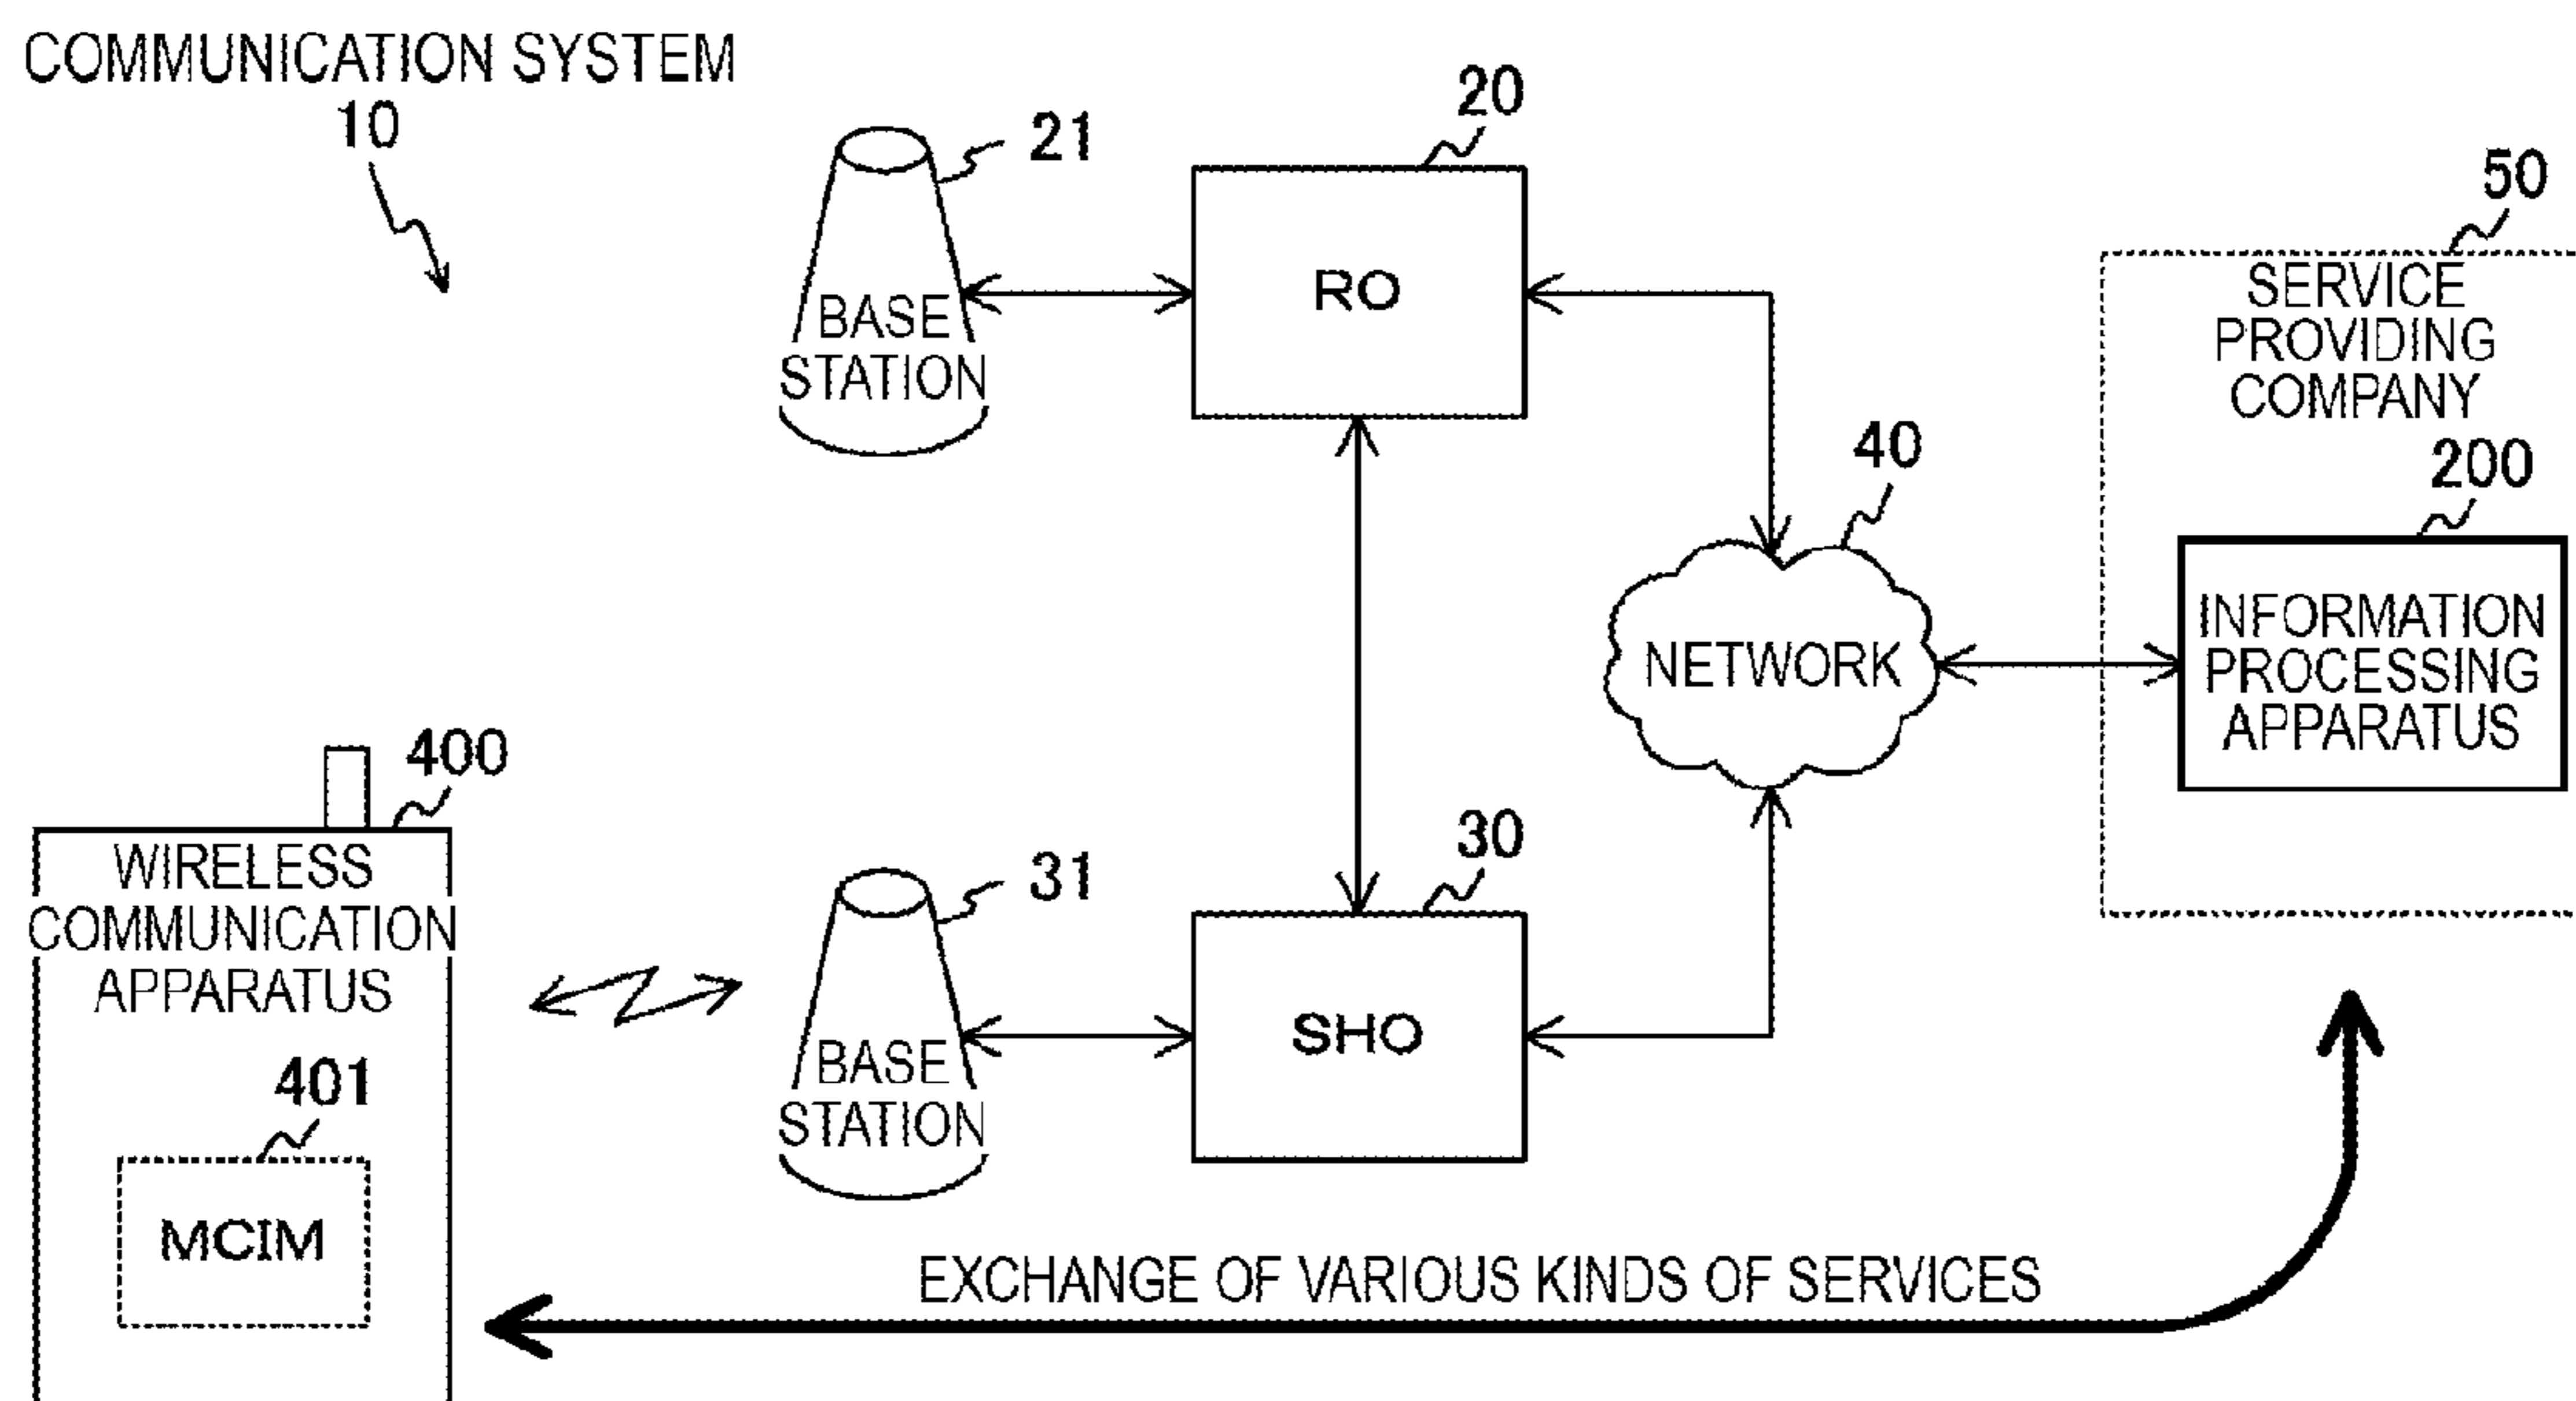 COMMUNICATION SYSTEM
10
21
BASE
STATION
20
RO
50
SERVICE
PROVIDING
COMPANY
40
NETWORK
200
INFORMATION
PROCESSING
APPARATUS
400
WIRELESS
COMMUNICATION
APPARATUS
401
MCIM
31
BASE
STATION
30
SHO
EXCHANGE OF VARIOUS KINDS OF SERVICES